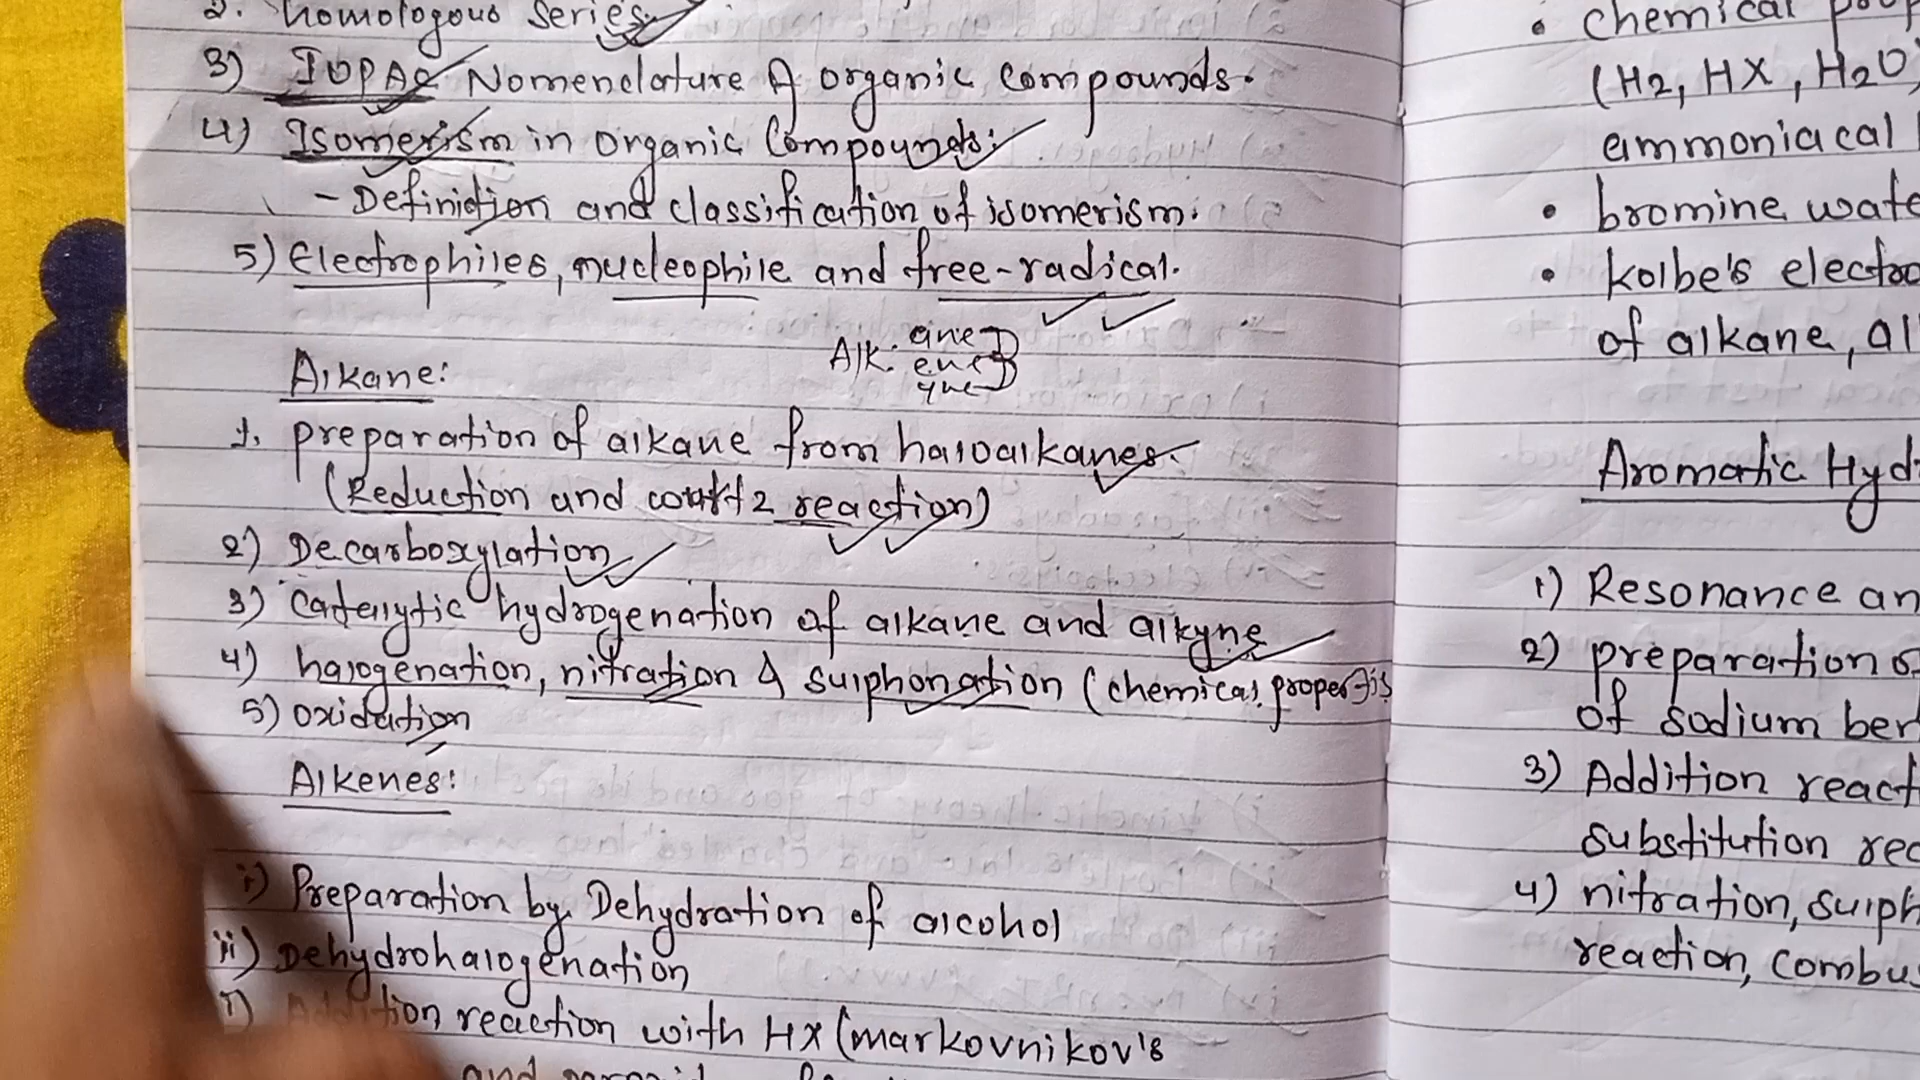 2. homologous series
3) IUPAC Nomenclature of organic compounds.
4) Isomerism in organic compounds:
- Definition and classification of isomerism.
5) Electrophiles, nucleophile and free-radical.
Alk. ane
ene
yne
Alkane:
1. preparation of alkane from haloalkanes.
(Reduction and wurtz reaction)
2) Decarboxylation
3) catalytic hydrogenation of alkane and alkyne
4) halogenation, nitration & sulphonation (chemical propertis
5) oxidation
Alkenes:
i) Preparation by Dehydration of alcohol
ii) Dehydrohalogenation
reaction with HX (markovnikov's
and
• chemical
(H2, HX, H2O
ammoniacal
• bromine wate
• kolbe's electro
of alkane, al
Aromatic Hyd
1) Resonance an
2) preparation o
of sodium ben
3) Addition react
substitution rea
4) nitration, sulph
reaction, combus